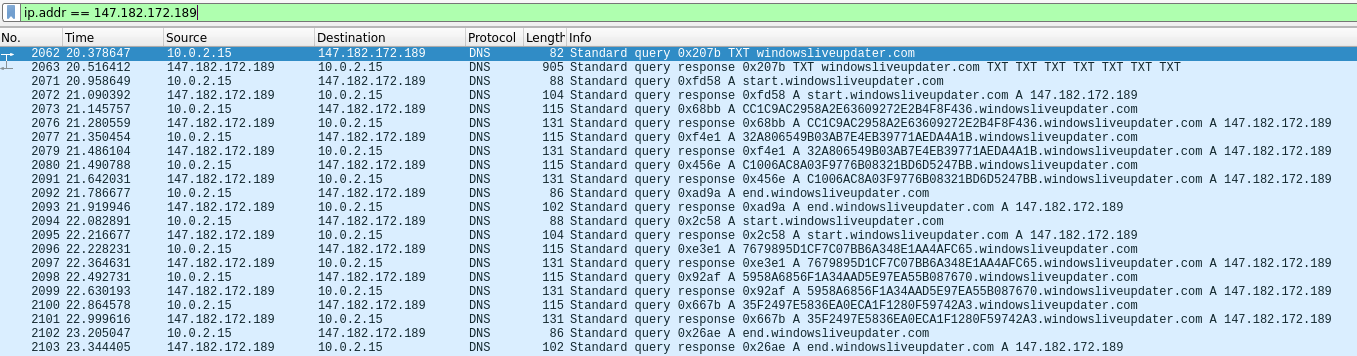 ip.addr == 147.182.172.189
No. Time Source Destination Protocol Length Info
2062 20.378647 10.0.2.15 147.182.172.189 DNS 82 Standard query 0x207b TXT windowsliveupdater.com
2063 20.516412 147.182.172.189 10.0.2.15 DNS 905 Standard query response 0x207b TXT windowsliveupdater.com TXT TXT TXT TXT TXT TXT TXT
2071 20.958649 10.0.2.15 147.182.172.189 DNS 88 Standard query 0xfd58 A start.windowsliveupdater.com
2072 21.090392 147.182.172.189 10.0.2.15 DNS 104 Standard query response 0xfd58 A start.windowsliveupdater.com A 147.182.172.189
2073 21.145757 10.0.2.15 147.182.172.189 DNS 115 Standard query 0x68bb A CC1C9AC2958A2E63609272E2B4F8F436.windowsliveupdater.com
2076 21.280559 147.182.172.189 10.0.2.15 DNS 131 Standard query response 0x68bb A CC1C9AC2958A2E63609272E2B4F8F436.windowsliveupdater.com A 147.182.172.189
2077 21.350454 10.0.2.15 147.182.172.189 DNS 115 Standard query 0xf4e1 A 32A806549B03AB7E4EB39771AEDA4A1B.windowsliveupdater.com
2079 21.486104 147.182.172.189 10.0.2.15 DNS 131 Standard query response 0xf4e1 A 32A806549B03AB7E4EB39771AEDA4A1B.windowsliveupdater.com A 147.182.172.189
2080 21.490788 10.0.2.15 147.182.172.189 DNS 115 Standard query 0x456e A C1006AC8A03F9776B08321BD6D5247BB.windowsliveupdater.com
2091 21.642031 147.182.172.189 10.0.2.15 DNS 131 Standard query response 0x456e A C1006AC8A03F9776B08321BD6D5247BB.windowsliveupdater.com A 147.182.172.189
2092 21.786677 10.0.2.15 147.182.172.189 DNS 86 Standard query 0xad9a A end.windowsliveupdater.com
2093 21.919946 147.182.172.189 10.0.2.15 DNS 102 Standard query response 0xad9a A end.windowsliveupdater.com A 147.182.172.189
2094 22.082891 10.0.2.15 147.182.172.189 DNS 88 Standard query 0x2c58 A start.windowsliveupdater.com
2095 22.216677 147.182.172.189 10.0.2.15 DNS 104 Standard query response 0x2c58 A start.windowsliveupdater.com A 147.182.172.189
2096 22.228231 10.0.2.15 147.182.172.189 DNS 115 Standard query 0xe3e1 A 7679895D1CF7C07BB6A348E1AA4AFC65.windowsliveupdater.com
2097 22.364631 147.182.172.189 10.0.2.15 DNS 131 Standard query response 0xe3e1 A 7679895D1CF7C07BB6A348E1AA4AFC65.windowsliveupdater.com A 147.182.172.189
2098 22.492731 10.0.2.15 147.182.172.189 DNS 115 Standard query 0x92af A 5958A6856F1A34AAD5E97EA55B087670.windowsliveupdater.com
2099 22.630193 147.182.172.189 10.0.2.15 DNS 131 Standard query response 0x92af A 5958A6856F1A34AAD5E97EA55B087670.windowsliveupdater.com A 147.182.172.189
2100 22.864578 10.0.2.15 147.182.172.189 DNS 115 Standard query 0x667b A 35F2497E5836EA0ECA1F1280F59742A3.windowsliveupdater.com
2101 22.999616 147.182.172.189 10.0.2.15 DNS 131 Standard query response 0x667b A 35F2497E5836EA0ECA1F1280F59742A3.windowsliveupdater.com A 147.182.172.189
2102 23.205047 10.0.2.15 147.182.172.189 DNS 86 Standard query 0x26ae A end.windowsliveupdater.com
2103 23.344405 147.182.172.189 10.0.2.15 DNS 102 Standard query response 0x26ae A end.windowsliveupdater.com A 147.182.172.189